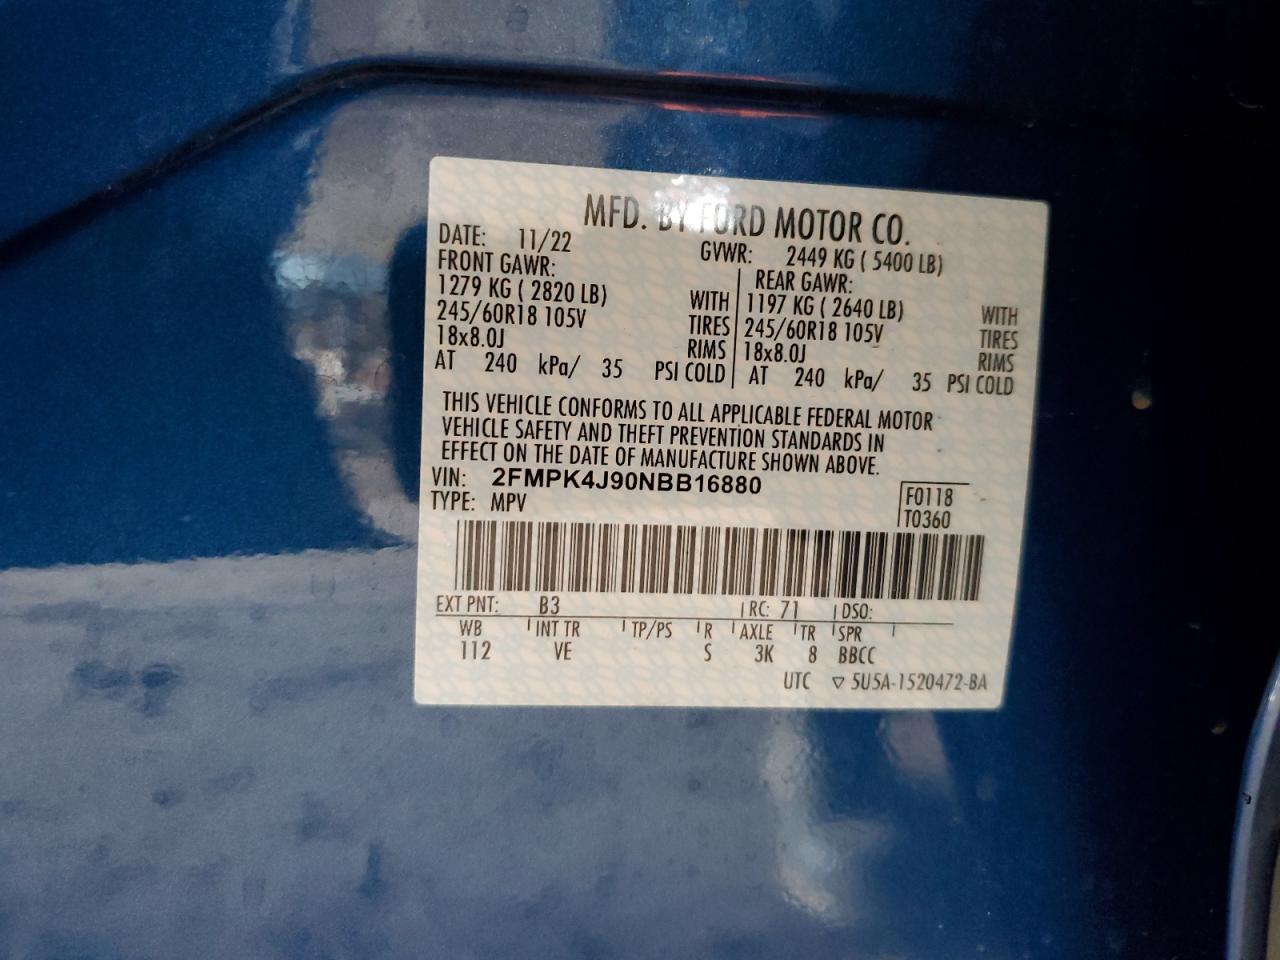 MFD. BY FORD MOTOR CO.
DATE: 11/22 GVWR: 2449 KG ( 5400 LB)
FRONT GAWR: REAR GAWR:
1279 KG ( 2820 LB) WITH 1197 KG ( 2640 LB) WITH
245/60R18 105V TIRES 245/60R18 105V TIRES
18x8.0J RIMS 18x8.0J RIMS
AT 240 kPa/ 35 PSI COLD AT 240 kPa/ 35 PSI COLD
THIS VEHICLE CONFORMS TO ALL APPLICABLE FEDERAL MOTOR
VEHICLE SAFETY AND THEFT PREVENTION STANDARDS IN
EFFECT ON THE DATE OF MANUFACTURE SHOWN ABOVE.
VIN: 2FMPK4J90NBB16880 F0118
TYPE: MPV T0360
EXT PNT: B3 RC: 71 DSO:
WB INT TR TP/PS R AXLE TR SPR
112 VE S 3K 8 BBCC
UTC ▽ 5U5A-1520472-BA